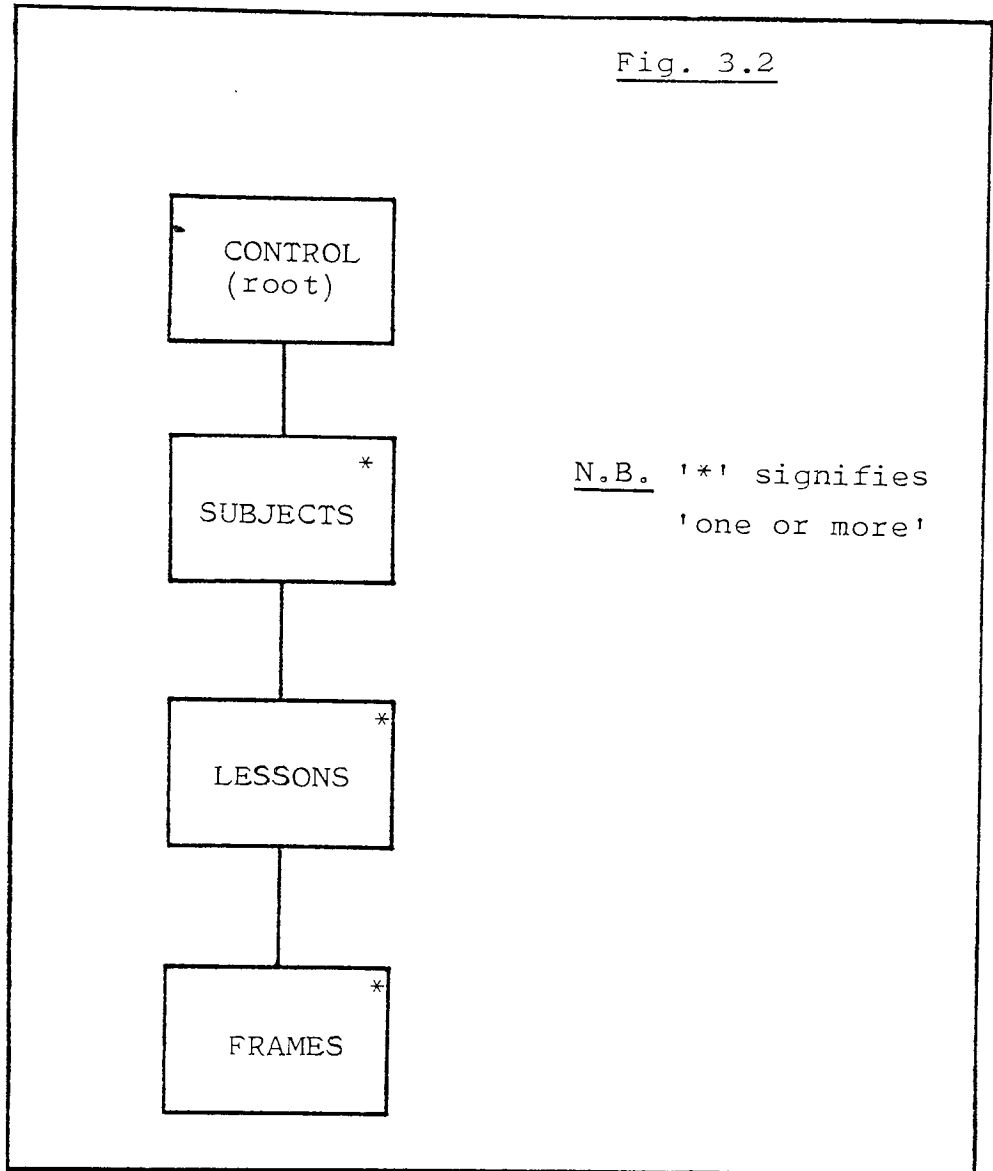 Fig. 3.2
CONTROL
(root)
*
SUBJECTS
N.B. '*' signifies
'one or more'
*
LESSONS
*
FRAMES